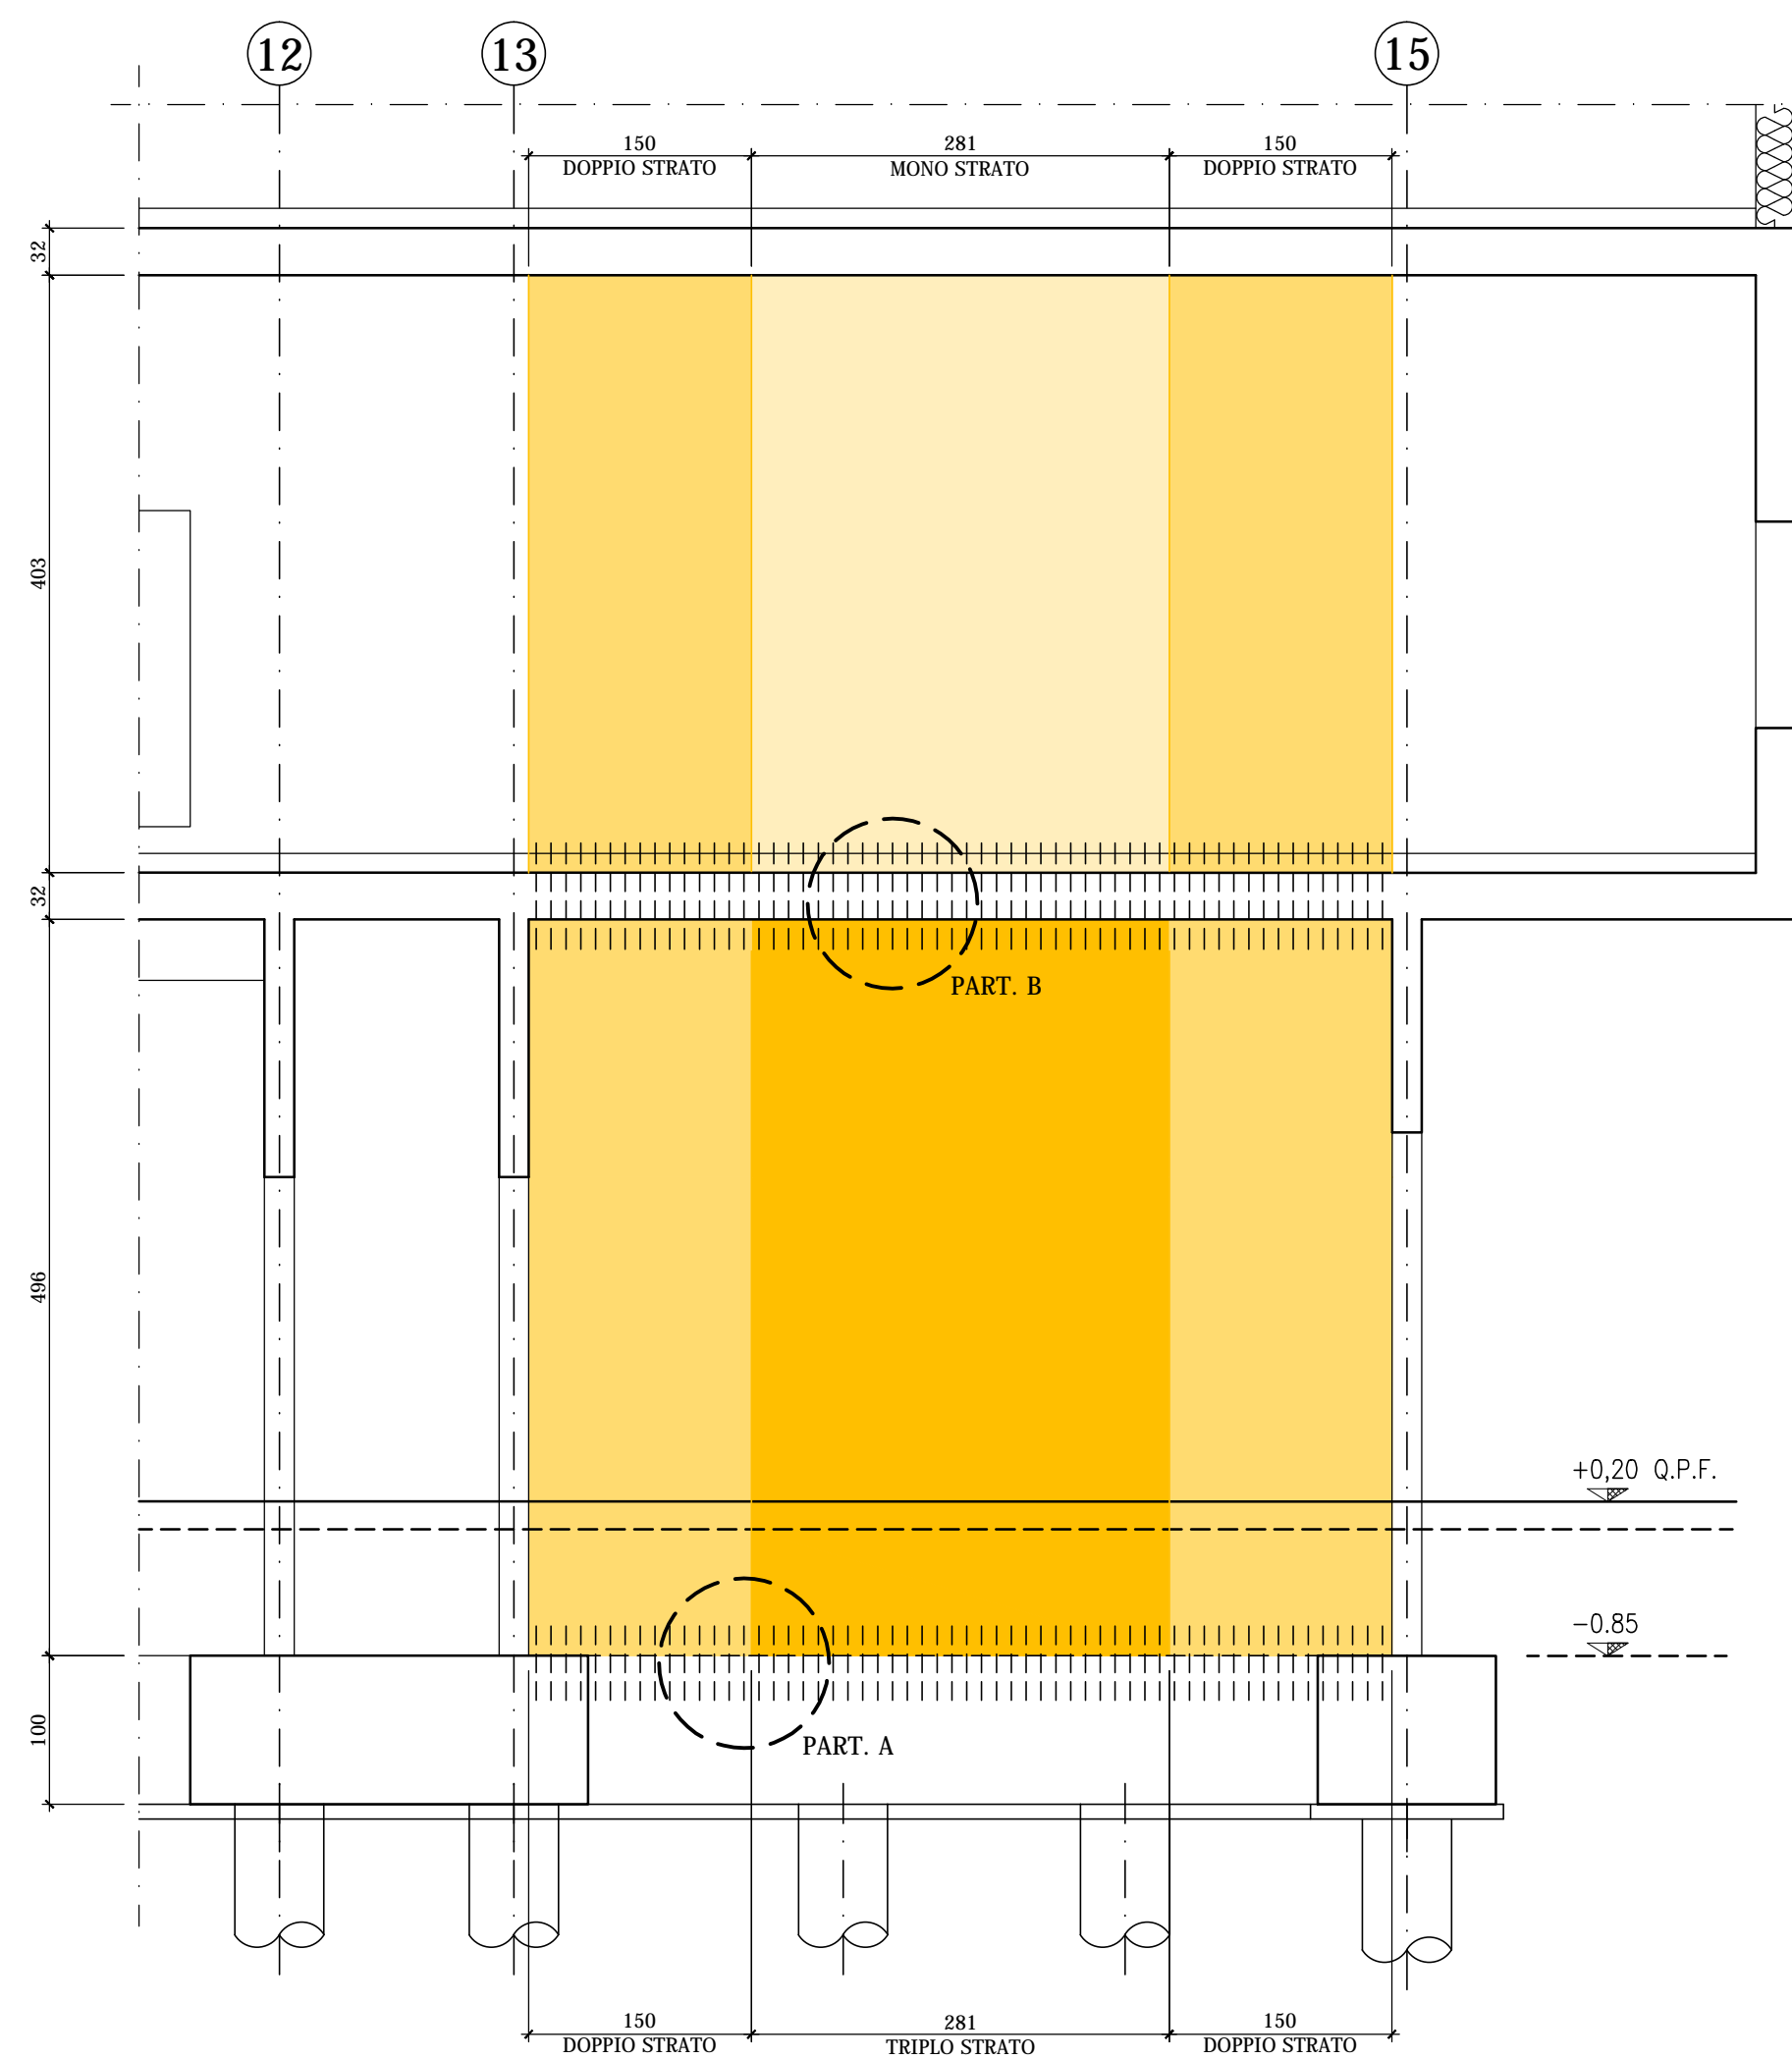 12
13
15
150
281
150
DOPPIO STRATO
MONO STRATO
DOPPIO STRATO
32
403
32
PART. B
496
+0,20 Q.P.F.
-0.85
100
PART. A
150
281
150
DOPPIO STRATO
TRIPLO STRATO
DOPPIO STRATO